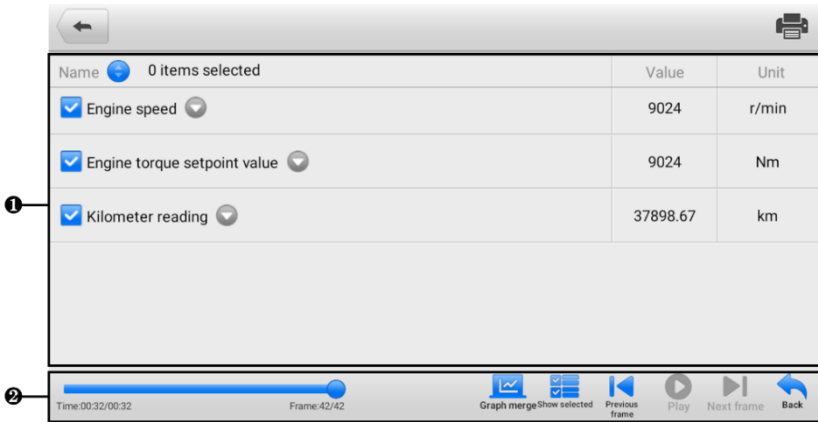 Name 0 items selected Value Unit
Engine speed 9024 r/min
Engine torque setpoint value 9024 Nm
❶
Kilometer reading 37898.67 km
❷
Time:00:32/00:32 Frame:42/42 Graph merge Show selected Previous frame Play Next frame Back